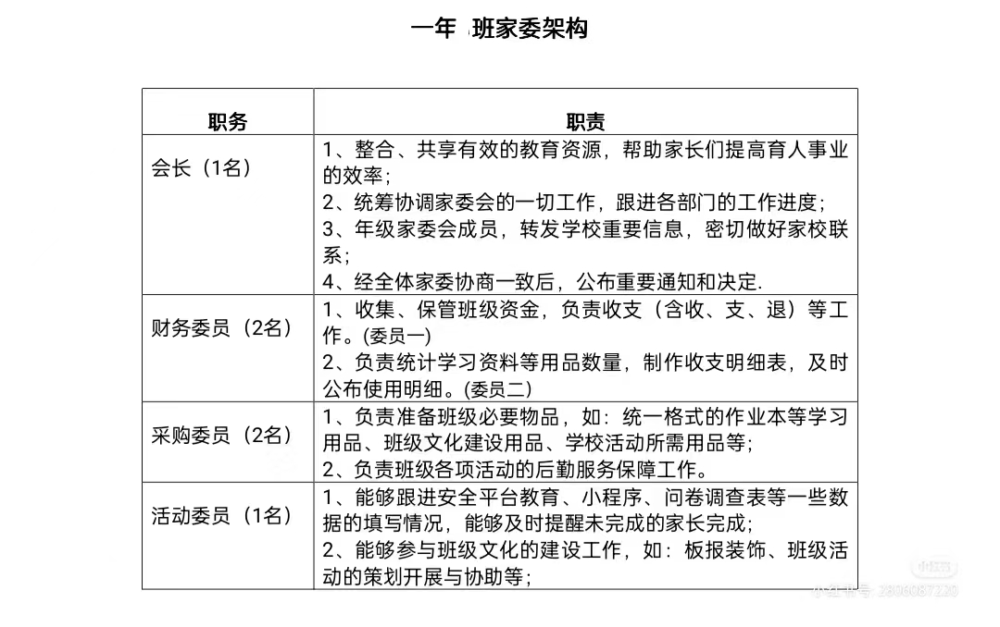 一年 班家委架构
职务
职责
会长（1名）
1、整合、共享有效的教育资源，帮助家长们提高育人事业
的效率；
2、统筹协调家委会的一切工作，跟进各部门的工作进度；
3、年级家委会成员，转发学校重要信息，密切做好家校联
系；
4、经全体家委协商一致后，公布重要通知和决定.
财务委员（2名）
1、收集、保管班级资金，负责收支（含收、支、退）等工
作。(委员一)
2、负责统计学习资料等用品数量，制作收支明细表，及时
公布使用明细。(委员二）
采购委员（2名）
1、负责准备班级必要物品，如：统一格式的作业本等学习
用品、班级文化建设用品、学校活动所需用品等；
2、负责班级各项活动的后勤服务保障工作。
活动委员（1名）
1、能够跟进安全平台教育、小程序、问卷调查表等一些数
据的填写情况，能够及时提醒未完成的家长完成；
2、能够参与班级文化的建设工作，如：板报装饰、班级活
动的策划开展与协助等；
小红书
小红书号: 2806087220